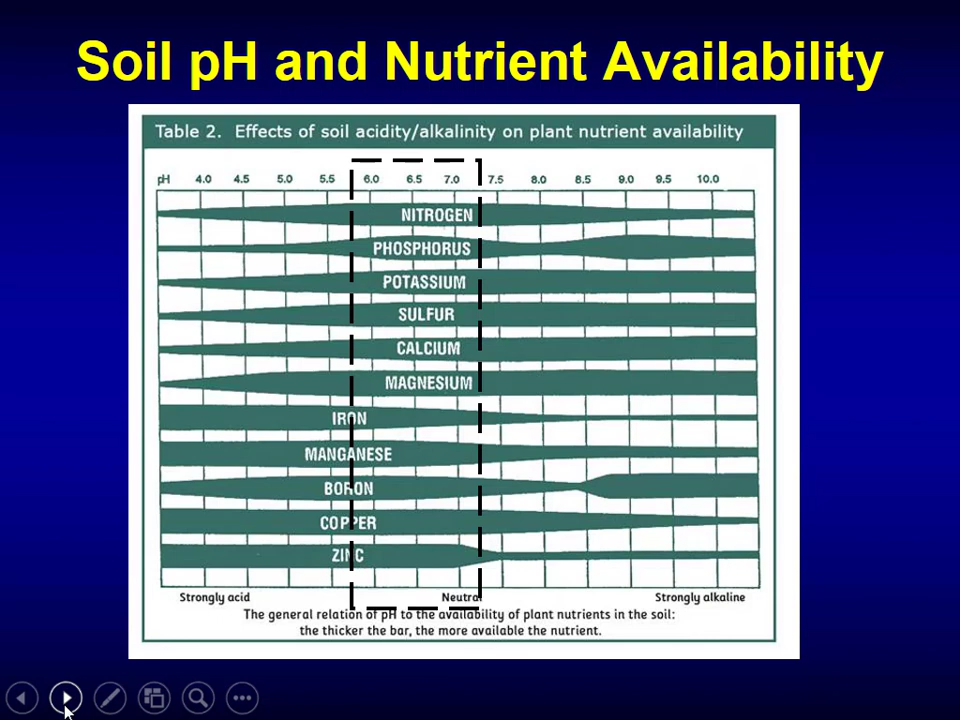 Soil pH and Nutrient Availability
Table 2. Effects of soil acidity/alkalinity on plant nutrient availability
pH 4.0 4.5 5.0 5.5 6.0 6.5 7.0 7.5 8.0 8.5 9.0 9.5 10.0
NITROGEN
PHOSPHORUS
POTASSIUM
SULFUR
CALCIUM
MAGNESIUM
IRON
MANGANESE
BORON
COPPER
ZINC
Strongly acid Neutral Strongly alkaline
The general relation of pH to the availability of plant nutrients in the soil:
the thicker the bar, the more available the nutrient.